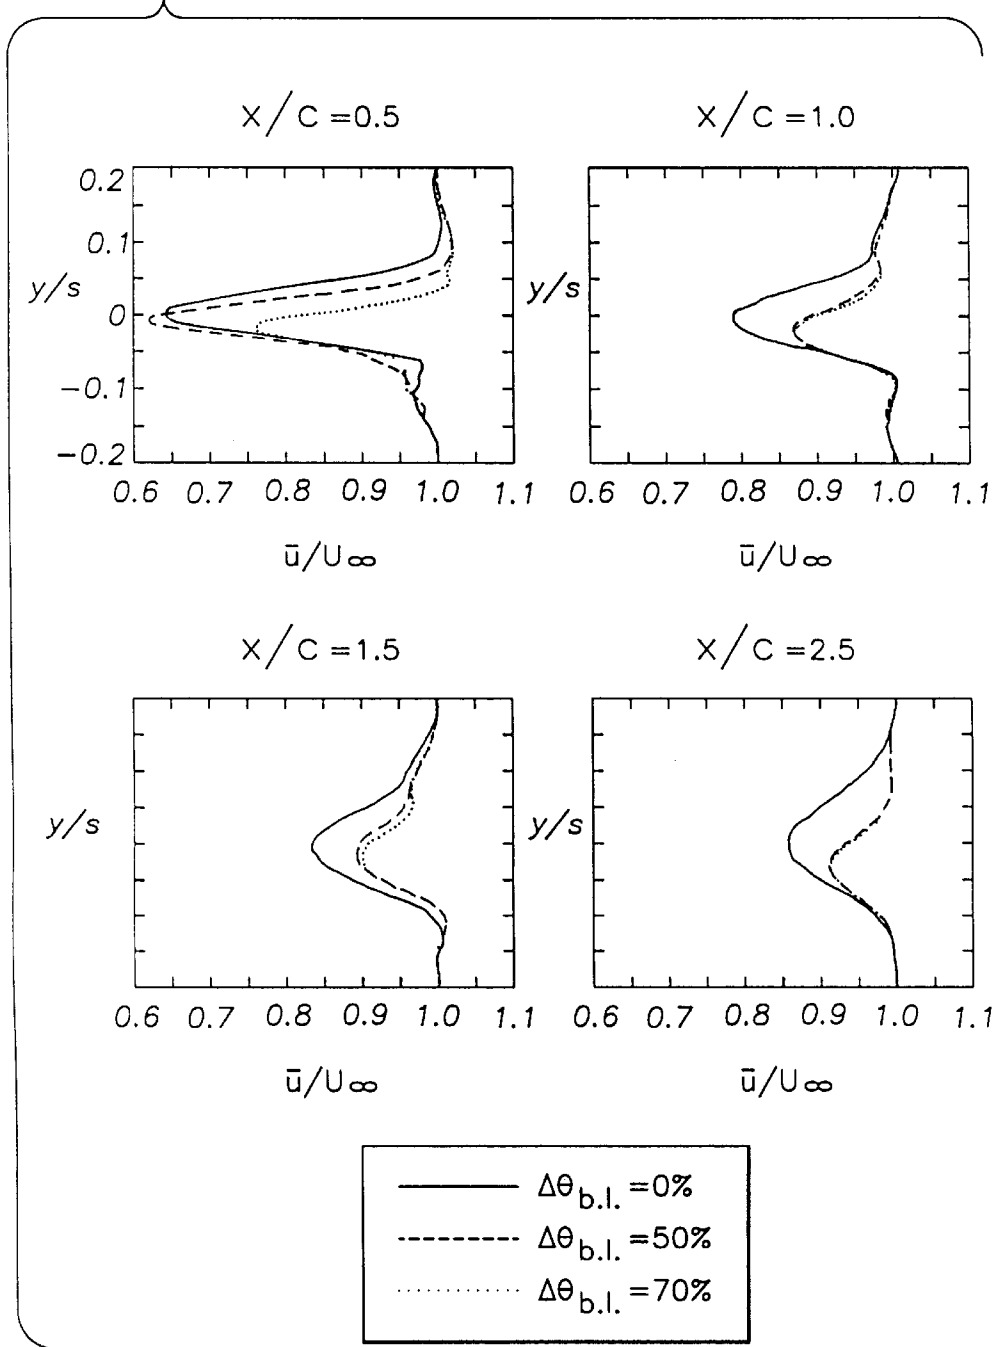 X/C=0.5
0.2
0.1
y/s
0
-0.1
-0.2
0.6 0.7 0.8 0.9 1.0 1.1
ū/U∞
X/C=1.0
y/s
0.6 0.7 0.8 0.9 1.0 1.1
ū/U∞
X/C=1.5
y/s
0.6 0.7 0.8 0.9 1.0 1.1
ū/U∞
X/C=2.5
y/s
0.6 0.7 0.8 0.9 1.0 1.1
ū/U∞
Δθb.l.=0%
Δθb.l.=50%
Δθb.l.=70%